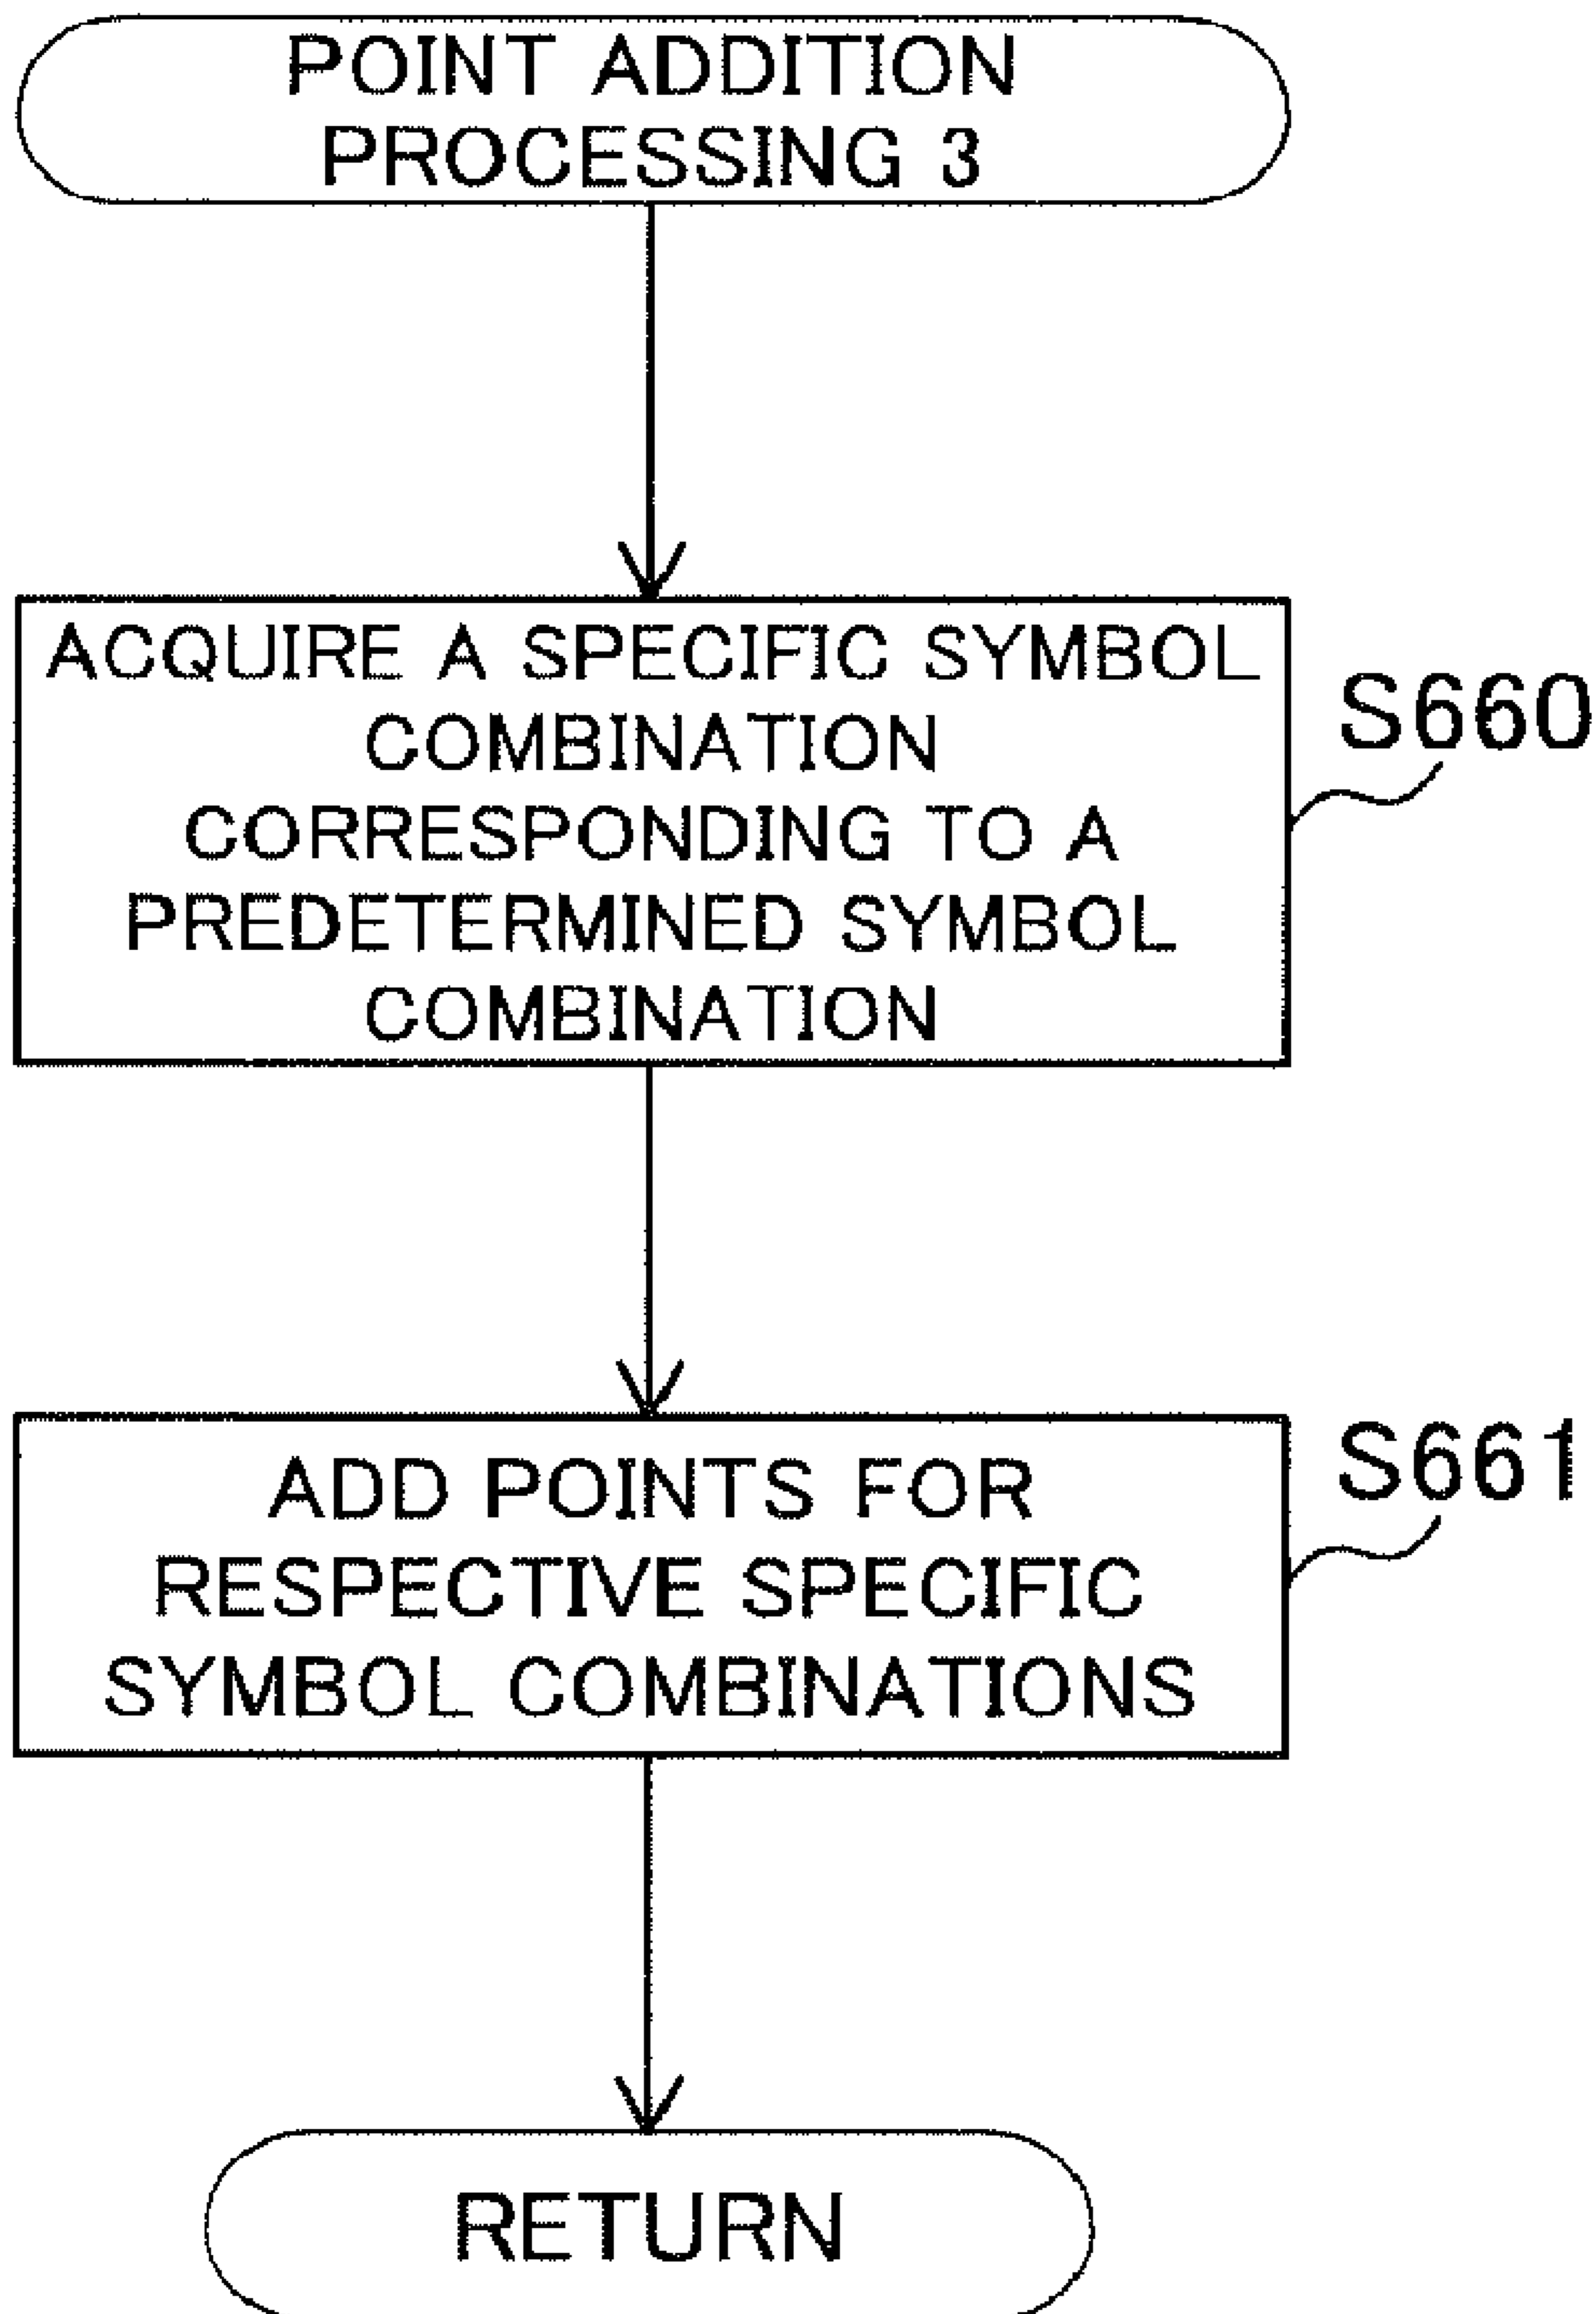 POINT ADDITION
PROCESSING 3
ACQUIRE A SPECIFIC SYMBOL
COMBINATION
CORRESPONDING TO A
PREDETERMINED SYMBOL
COMBINATION
S660
ADD POINTS FOR
RESPECTIVE SPECIFIC
SYMBOL COMBINATIONS
S661
RETURN